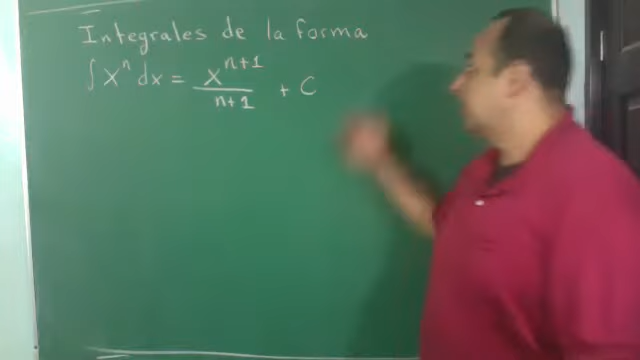 Integrales de la forma
∫ x^n dx = x^(n+1) / (n+1) + C